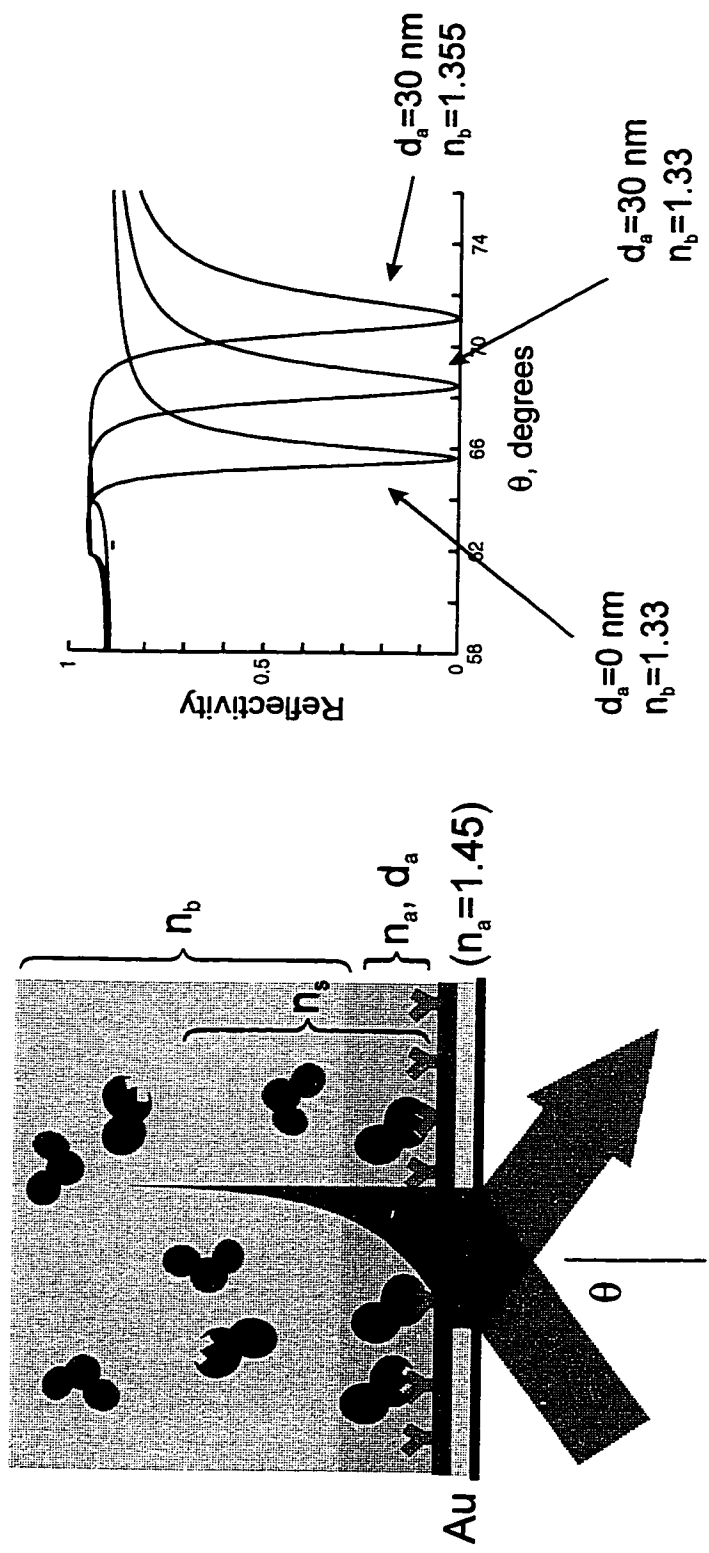 n_b
n_s
n_a, d_a
(n_a=1.45)
Au
θ
Reflectivity
1
0.5
0
58
62
66
70
74
θ, degrees
d_a=0 nm
n_b=1.33
d_a=30 nm
n_b=1.33
d_a=30 nm
n_b=1.355